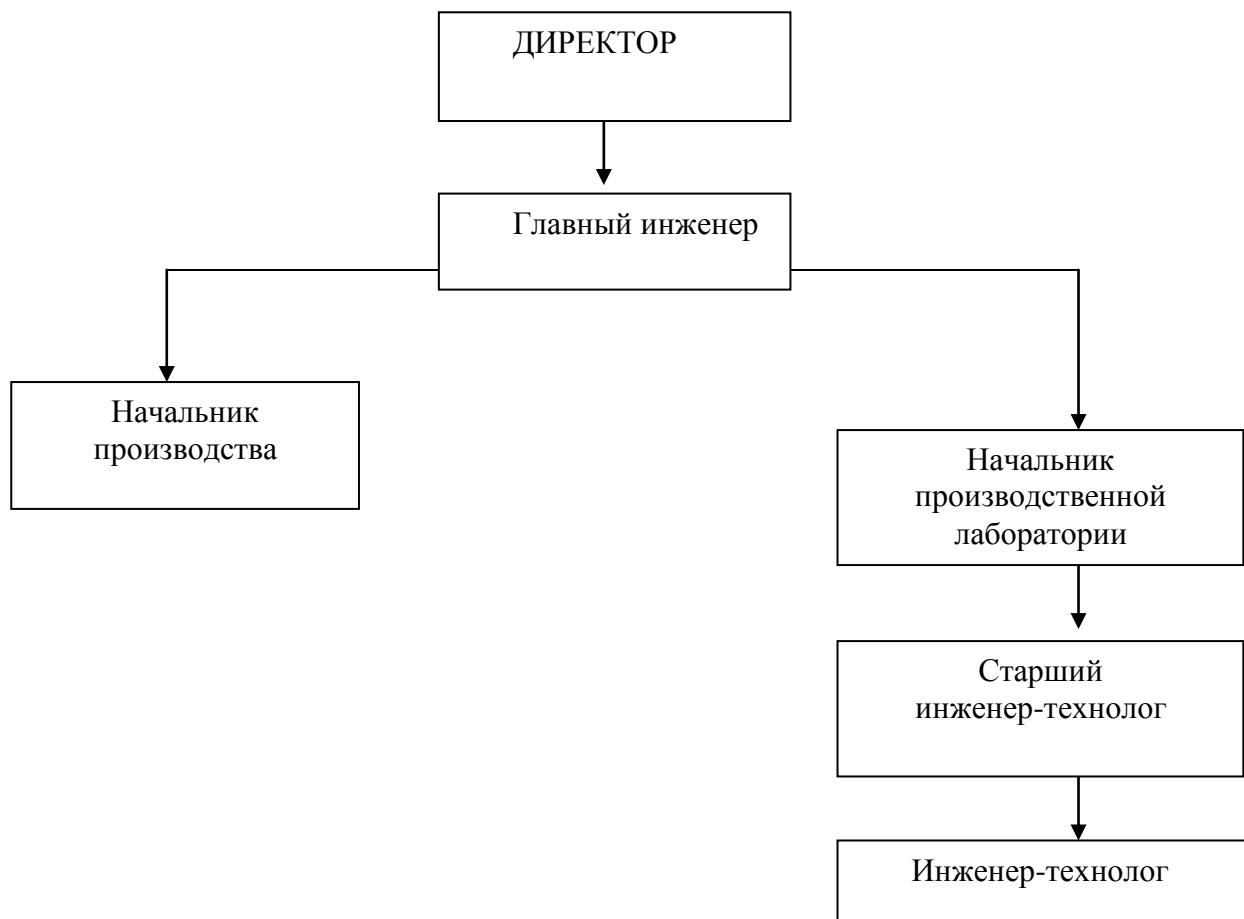 ДИРЕКТОР
Главный инженер
Начальник
производства
Начальник
производственной
лаборатории
Старший
инженер-технолог
Инженер-технолог